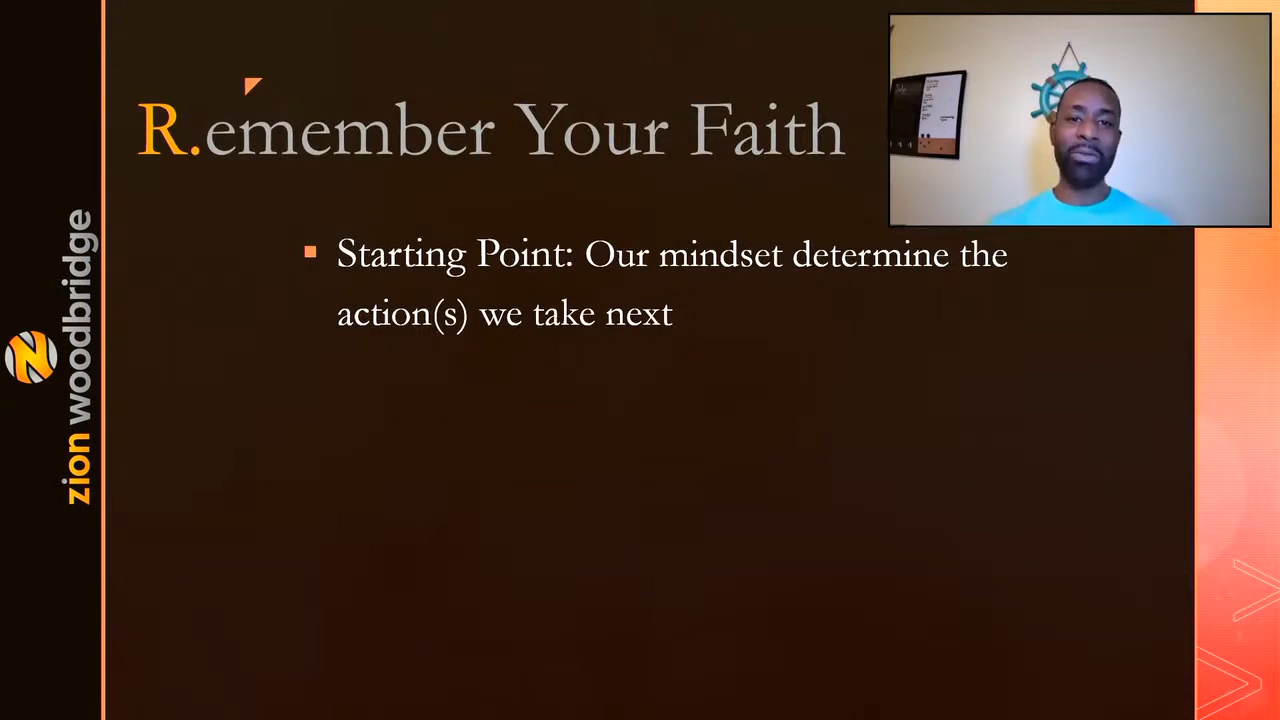 R.emember Your Faith
Starting Point: Our mindset determine the
action(s) we take next
zion woodbridge